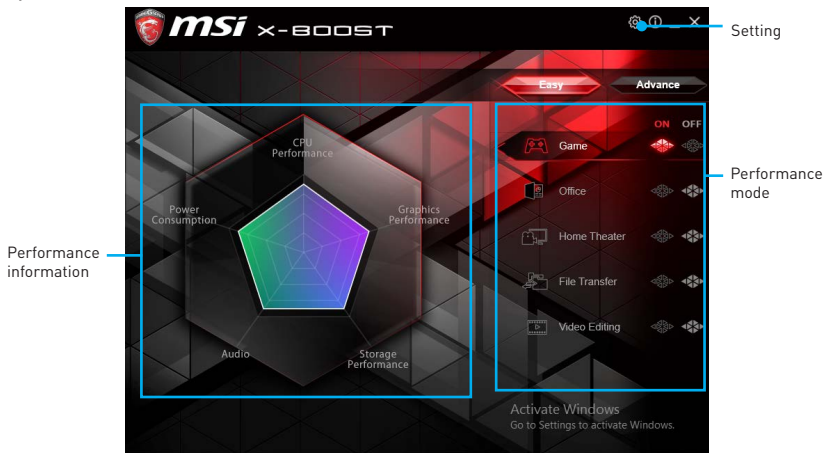 msi X-BOOST
Setting
Easy
Advance
ON OFF
Game
Office
Home Theater
File Transfer
Video Editing
Performance
mode
CPU
Performance
Power
Consumption
Graphics
Performance
Audio
Storage
Performance
Performance
information
Activate Windows
Go to Settings to activate Windows.